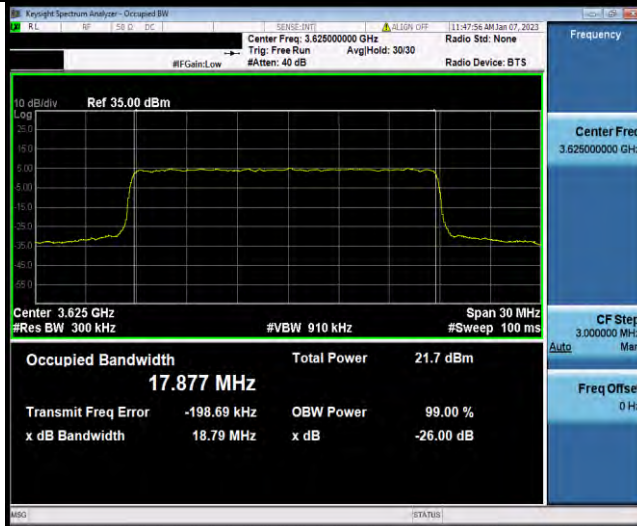 Keysight Spectrum Analyzer - Occupied BW
RL RF 50 Ω DC SENSE:INT ALIGN OFF 11:47:56 AM Jan 07, 2023
Center Freq: 3.625000000 GHz Radio Std: None
Trig: Free Run Avg|Hold: 30/30
#IFGain:Low #Atten: 40 dB Radio Device: BTS
10 dB/div Ref 35.00 dBm
Log
25.0
15.0
5.00
-5.00
-15.0
-25.0
-35.0
-45.0
-55.0
Center 3.625 GHz Span 30 MHz
#Res BW 300 kHz #VBW 910 kHz #Sweep 100 ms
Occupied Bandwidth Total Power 21.7 dBm
17.877 MHz
Transmit Freq Error -198.69 kHz OBW Power 99.00 %
x dB Bandwidth 18.79 MHz x dB -26.00 dB
MSG STATUS
Frequency
Center Freq
3.625000000 GHz
CF Step
3.000000 MHz
Auto Man
Freq Offset
0 Hz